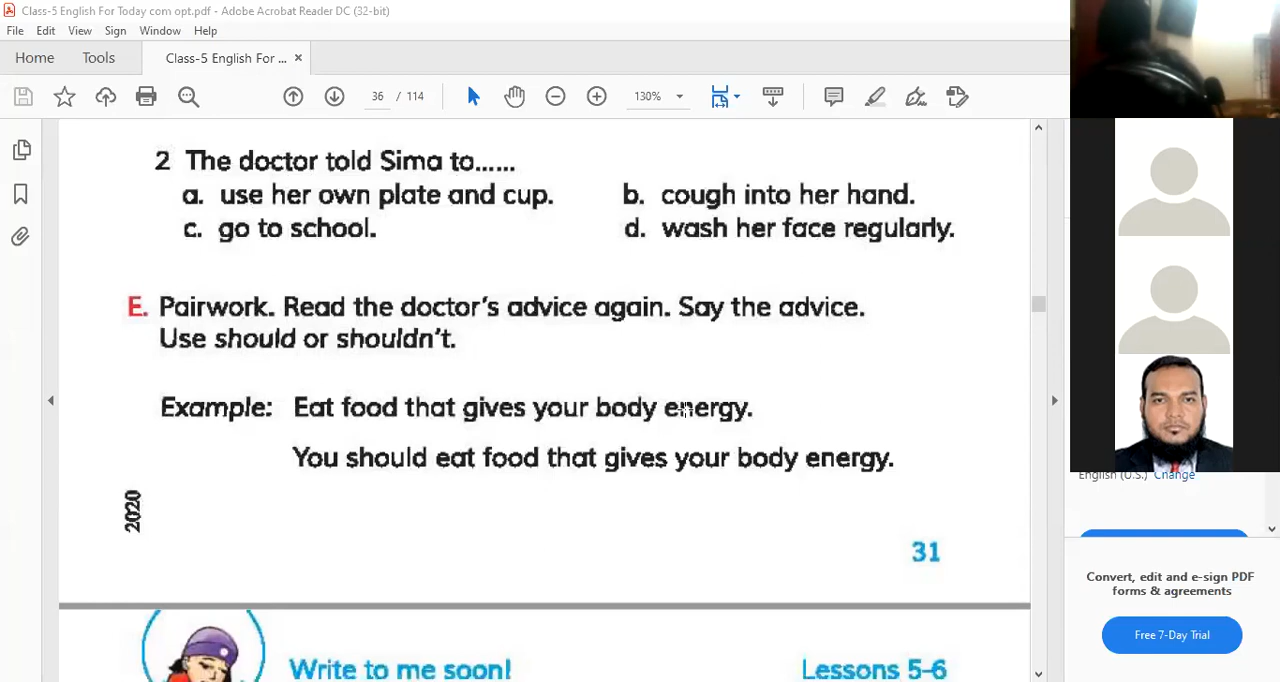 Class-5 English For Today com opt.pdf - Adobe Acrobat Reader DC (32-bit)
File Edit View Sign Window Help
Home Tools Class-5 English For ... ×
36 / 114 130%
2 The doctor told Sima to......
a. use her own plate and cup. b. cough into her hand.
c. go to school. d. wash her face regularly.
E. Pairwork. Read the doctor's advice again. Say the advice.
Use should or shouldn't.
Example: Eat food that gives your body energy.
You should eat food that gives your body energy.
2020
31
Write to me soon! Lessons 5-6
English (U.S.) Change
Convert, edit and e-sign PDF
forms & agreements
Free 7-Day Trial